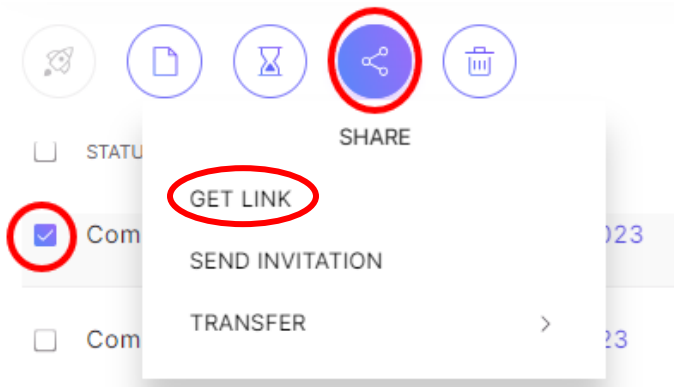 SHARE
STATU
GET LINK
Com 023
SEND INVITATION
TRANSFER
Com 23